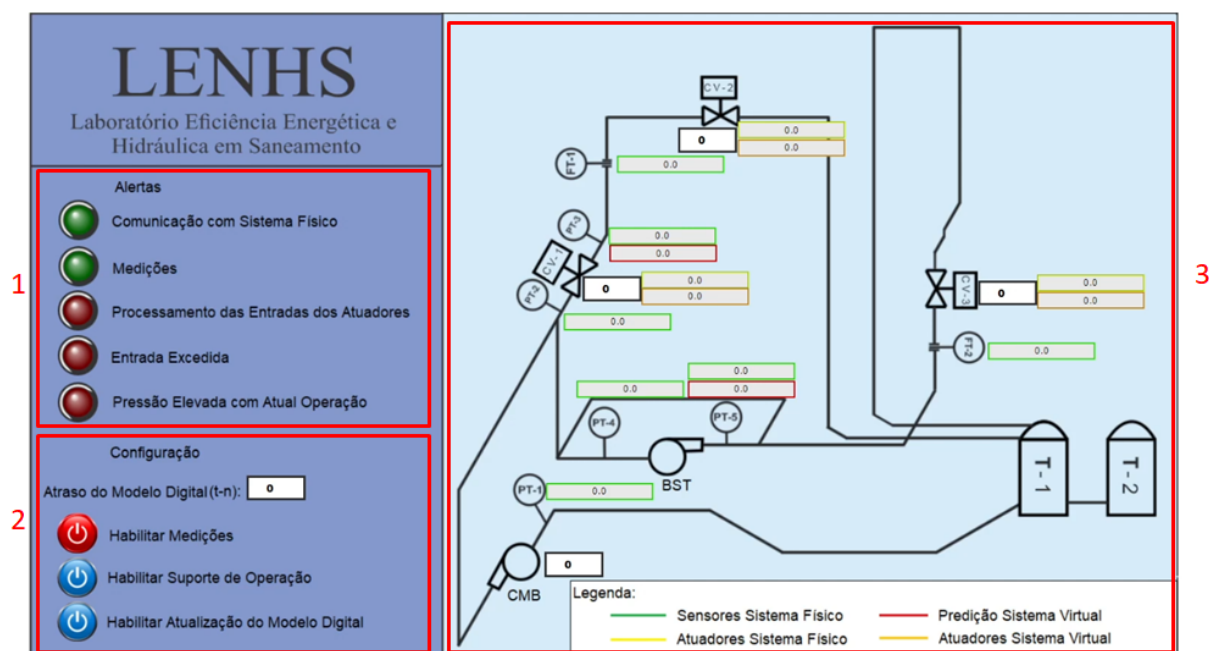 LENHS
Laboratório Eficiência Energética e
Hidráulica em Saneamento
1
Alertas
Comunicação com Sistema Físico
Medições
Processamento das Entradas dos Atuadores
Entrada Excedida
Pressão Elevada com Atual Operação
2
Configuração
Atraso do Modelo Digital (t-n): 0
Habilitar Medições
Habilitar Suporte de Operação
Habilitar Atualização do Modelo Digital
3
CV-2
0
0.0
0.0
FT-1
0.0
PT-3
0.0
0.0
CV-1
0
0.0
0.0
PT-2
0.0
CV-3
0
0.0
0.0
FT-2
0.0
0.0
0.0
0.0
PT-4
PT-5
BST
PT-1
0.0
T-1
T-2
0
CMB
Legenda:
Sensores Sistema Físico
Predição Sistema Virtual
Atuadores Sistema Físico
Atuadores Sistema Virtual